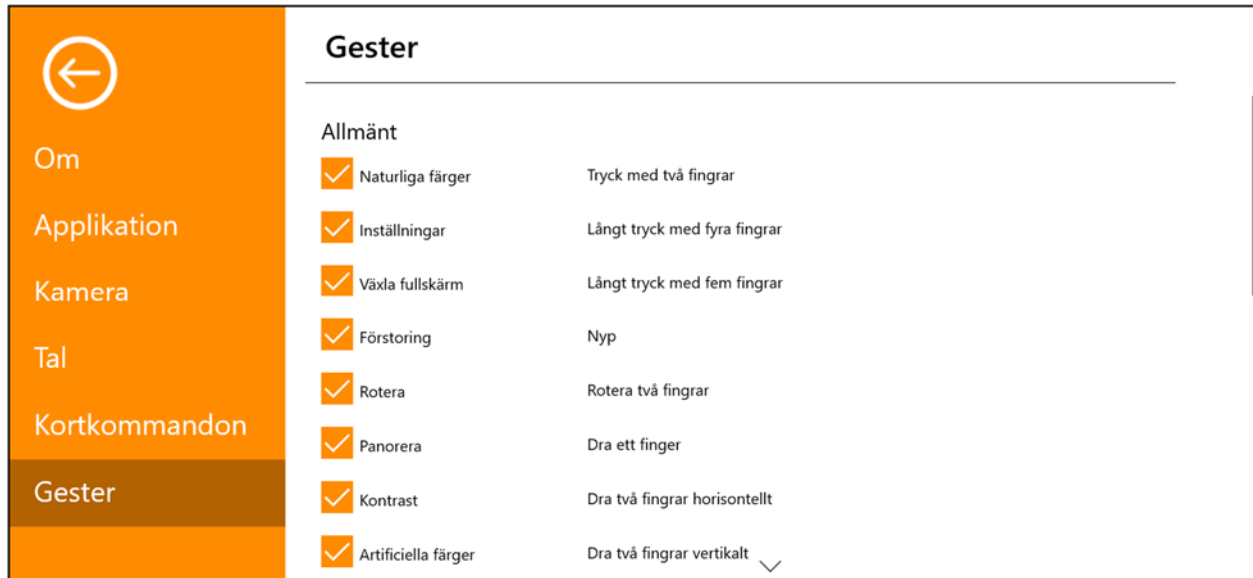 Gester
Om
Applikation
Kamera
Tal
Kortkommandon
Gester
Allmänt
Naturliga färger Tryck med två fingrar
Inställningar Långt tryck med fyra fingrar
Växla fullskärm Långt tryck med fem fingrar
Förstoring Nyp
Rotera Rotera två fingrar
Panorera Dra ett finger
Kontrast Dra två fingrar horisontellt
Artificiella färger Dra två fingrar vertikalt